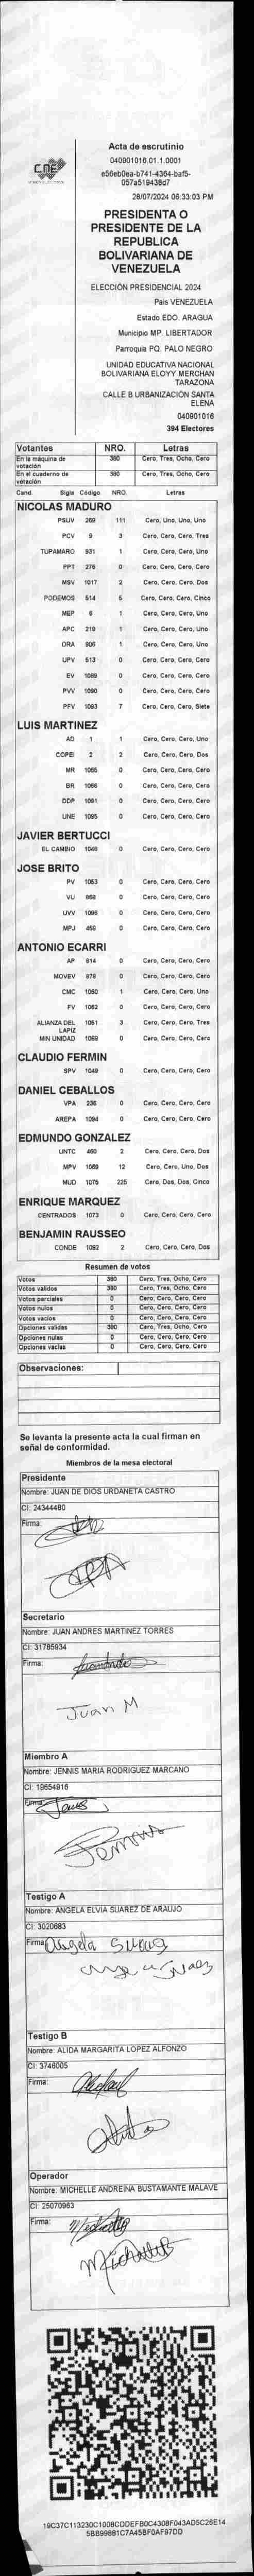 CNE
Acta de escrutinio
040901016.01.1.0001
e56eb0ea-b741-4364-baf5-
057a519436d7
28/07/2024 06:33:03 PM
PRESIDENTA O
PRESIDENTE DE LA
REPUBLICA
BOLIVARIANA DE
VENEZUELA
ELECCIÓN PRESIDENCIAL 2024
Pais VENEZUELA
Estado EDO. ARAGUA
Municipio MP. LIBERTADOR
Parroquia PQ. PALO NEGRO
UNIDAD EDUCATIVA NACIONAL
BOLIVARIANA ELOYY MERCHAN
TARAZONA
CALLE B URBANIZACIÓN SANTA
ELENA
040901016
394 Electores
Votantes NRO. Letras
En la máquina de votación 380 Cero, Tres, Ocho, Cero
En el cuaderno de votación 380 Cero, Tres, Ocho, Cero
Cand. Sigla Código NRO. Letras
NICOLAS MADURO
PSUV 269 111 Cero, Uno, Uno, Uno
PCV 9 3 Cero, Cero, Cero, Tres
TUPAMARO 931 1 Cero, Cero, Cero, Uno
PPT 276 0 Cero, Cero, Cero, Cero
MSV 1017 2 Cero, Cero, Cero, Dos
PODEMOS 514 5 Cero, Cero, Cero, Cinco
MEP 6 1 Cero, Cero, Cero, Uno
APC 219 1 Cero, Cero, Cero, Uno
ORA 906 1 Cero, Cero, Cero, Uno
UPV 513 0 Cero, Cero, Cero, Cero
EV 1089 0 Cero, Cero, Cero, Cero
PVV 1090 0 Cero, Cero, Cero, Cero
PFV 1093 7 Cero, Cero, Cero, Siete
LUIS MARTINEZ
AD 1 1 Cero, Cero, Cero, Uno
COPEI 2 2 Cero, Cero, Cero, Dos
MR 1065 0 Cero, Cero, Cero, Cero
BR 1066 0 Cero, Cero, Cero, Cero
DDP 1091 0 Cero, Cero, Cero, Cero
UNE 1095 0 Cero, Cero, Cero, Cero
JAVIER BERTUCCI
EL CAMBIO 1046 0 Cero, Cero, Cero, Cero
JOSE BRITO
PV 1053 0 Cero, Cero, Cero, Cero
VU 968 0 Cero, Cero, Cero, Cero
UVV 1096 0 Cero, Cero, Cero, Cero
MPJ 458 0 Cero, Cero, Cero, Cero
ANTONIO ECARRI
AP 814 0 Cero, Cero, Cero, Cero
MOVEV 979 0 Cero, Cero, Cero, Cero
CMC 1050 1 Cero, Cero, Cero, Uno
FV 1062 0 Cero, Cero, Cero, Cero
ALIANZA DEL LAPIZ 1051 3 Cero, Cero, Cero, Tres
MIN UNIDAD 1069 0 Cero, Cero, Cero, Cero
CLAUDIO FERMIN
SPV 1049 0 Cero, Cero, Cero, Cero
DANIEL CEBALLOS
VPA 236 0 Cero, Cero, Cero, Cero
AREPA 1094 0 Cero, Cero, Cero, Cero
EDMUNDO GONZALEZ
UNTC 460 2 Cero, Cero, Cero, Dos
MPV 1069 12 Cero, Cero, Uno, Dos
MUD 1075 225 Cero, Dos, Dos, Cinco
ENRIQUE MARQUEZ
CENTRADOS 1073 0 Cero, Cero, Cero, Cero
BENJAMIN RAUSSEO
CONDE 1092 2 Cero, Cero, Cero, Dos
Resumen de votos
Votos 380 Cero, Tres, Ocho, Cero
Votos validos 380 Cero, Tres, Ocho, Cero
Votos parciales 0 Cero, Cero, Cero, Cero
Votos nulos 0 Cero, Cero, Cero, Cero
Votos vacios 0 Cero, Cero, Cero, Cero
Opciones validas 380 Cero, Tres, Ocho, Cero
Opciones nulas 0 Cero, Cero, Cero, Cero
Opciones vacias 0 Cero, Cero, Cero, Cero
Observaciones:
Se levanta la presente acta la cual firman en
señal de conformidad.
Miembros de la mesa electoral
Presidente
Nombre: JUAN DE DIOS URDANETA CASTRO
CI: 24344480
Firma:
Secretario
Nombre: JUAN ANDRES MARTINEZ TORRES
CI: 31785934
Firma:
Juan M
Miembro A
Nombre: JENNIS MARIA RODRIGUEZ MARCANO
CI: 19654916
Firma:
Testigo A
Nombre: ANGELA ELVIA SUAREZ DE ARAUJO
CI: 3020683
Firma: Angela Suarez
Testigo B
Nombre: ALIDA MARGARITA LOPEZ ALFONZO
CI: 3746005
Firma:
Operador
Nombre: MICHELLE ANDREINA BUSTAMANTE MALAVE
CI: 25070963
Firma:
19C37C113230C1008CDDEFB0C4308F043AD5C26E14
5BB99881C7A45BF0AF97DD